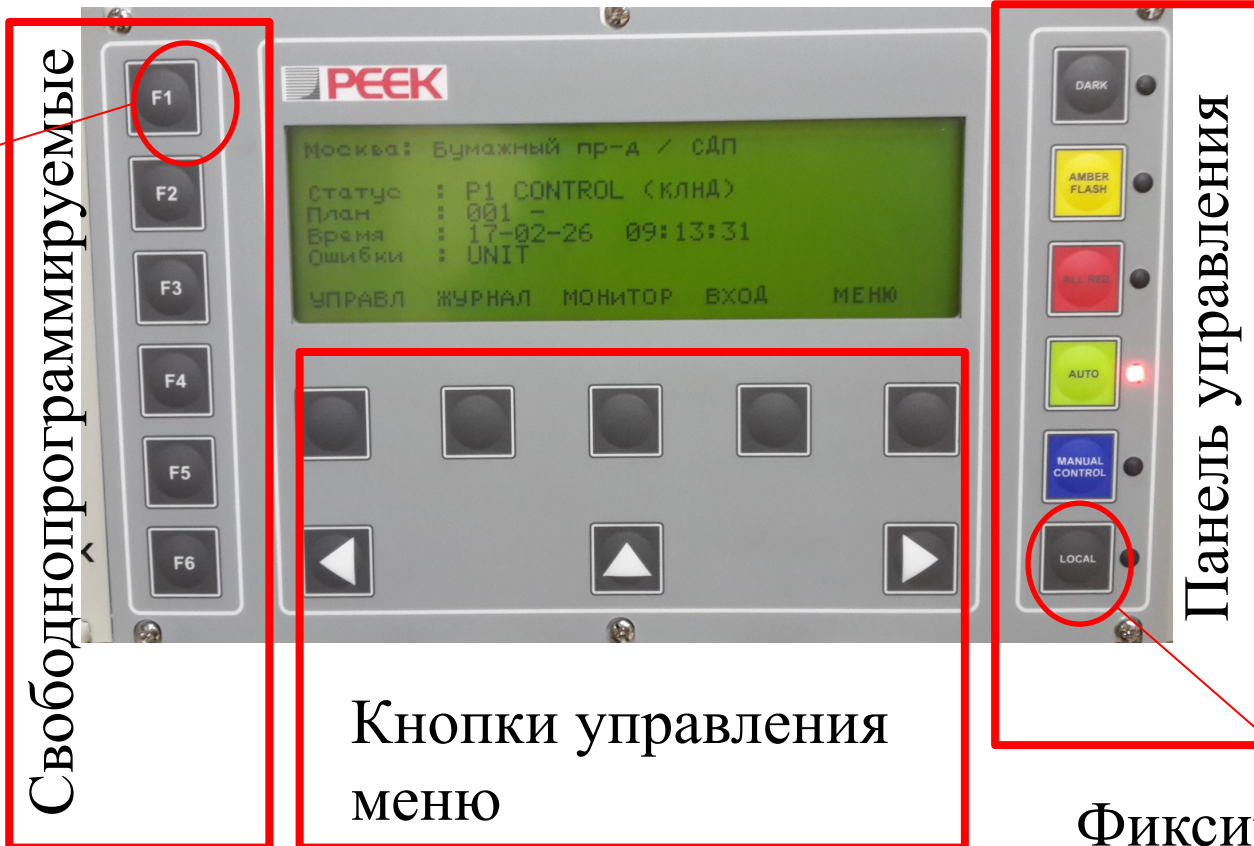 Свободнопрограммируемые
F1
F2
F3
F4
F5
F6
PEEK
Москва: Бумажный пр-д / СДП
Статус : P1 CONTROL (КЛНД)
План : 001 -
Время : 17-02-26 09:13:31
Ошибки : UNIT
УПРАВЛ ЖУРНАЛ МОНиТОР ВХОД МЕНЮ
DARK
AMBER
FLASH
ALL RED
AUTO
MANUAL
CONTROL
LOCAL
Панель управления
Кнопки управления
меню